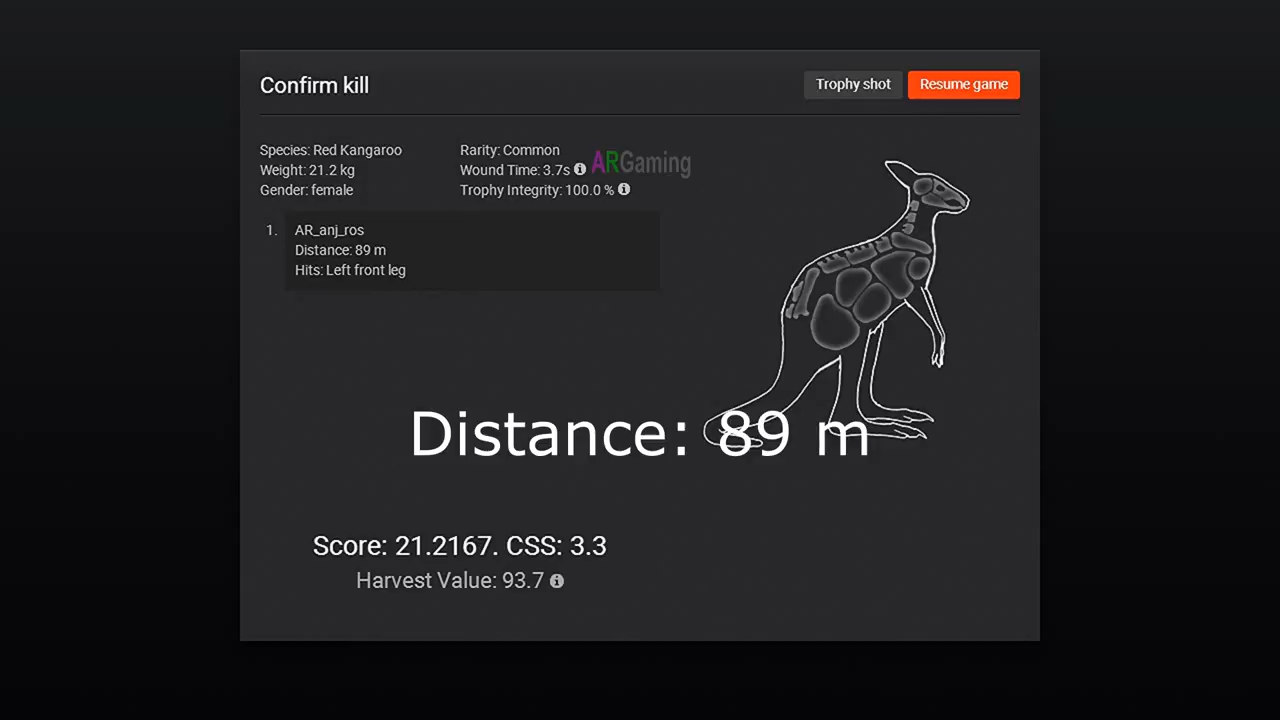 Confirm kill
Trophy shot
Resume game
Species: Red Kangaroo
Weight: 21.2 kg
Gender: female
Rarity: Common
Wound Time: 3.7s
Trophy Integrity: 100.0 %
ARGaming
1.
AR_anj_ros
Distance: 89 m
Hits: Left front leg
Distance: 89 m
Score: 21.2167. CSS: 3.3
Harvest Value: 93.7